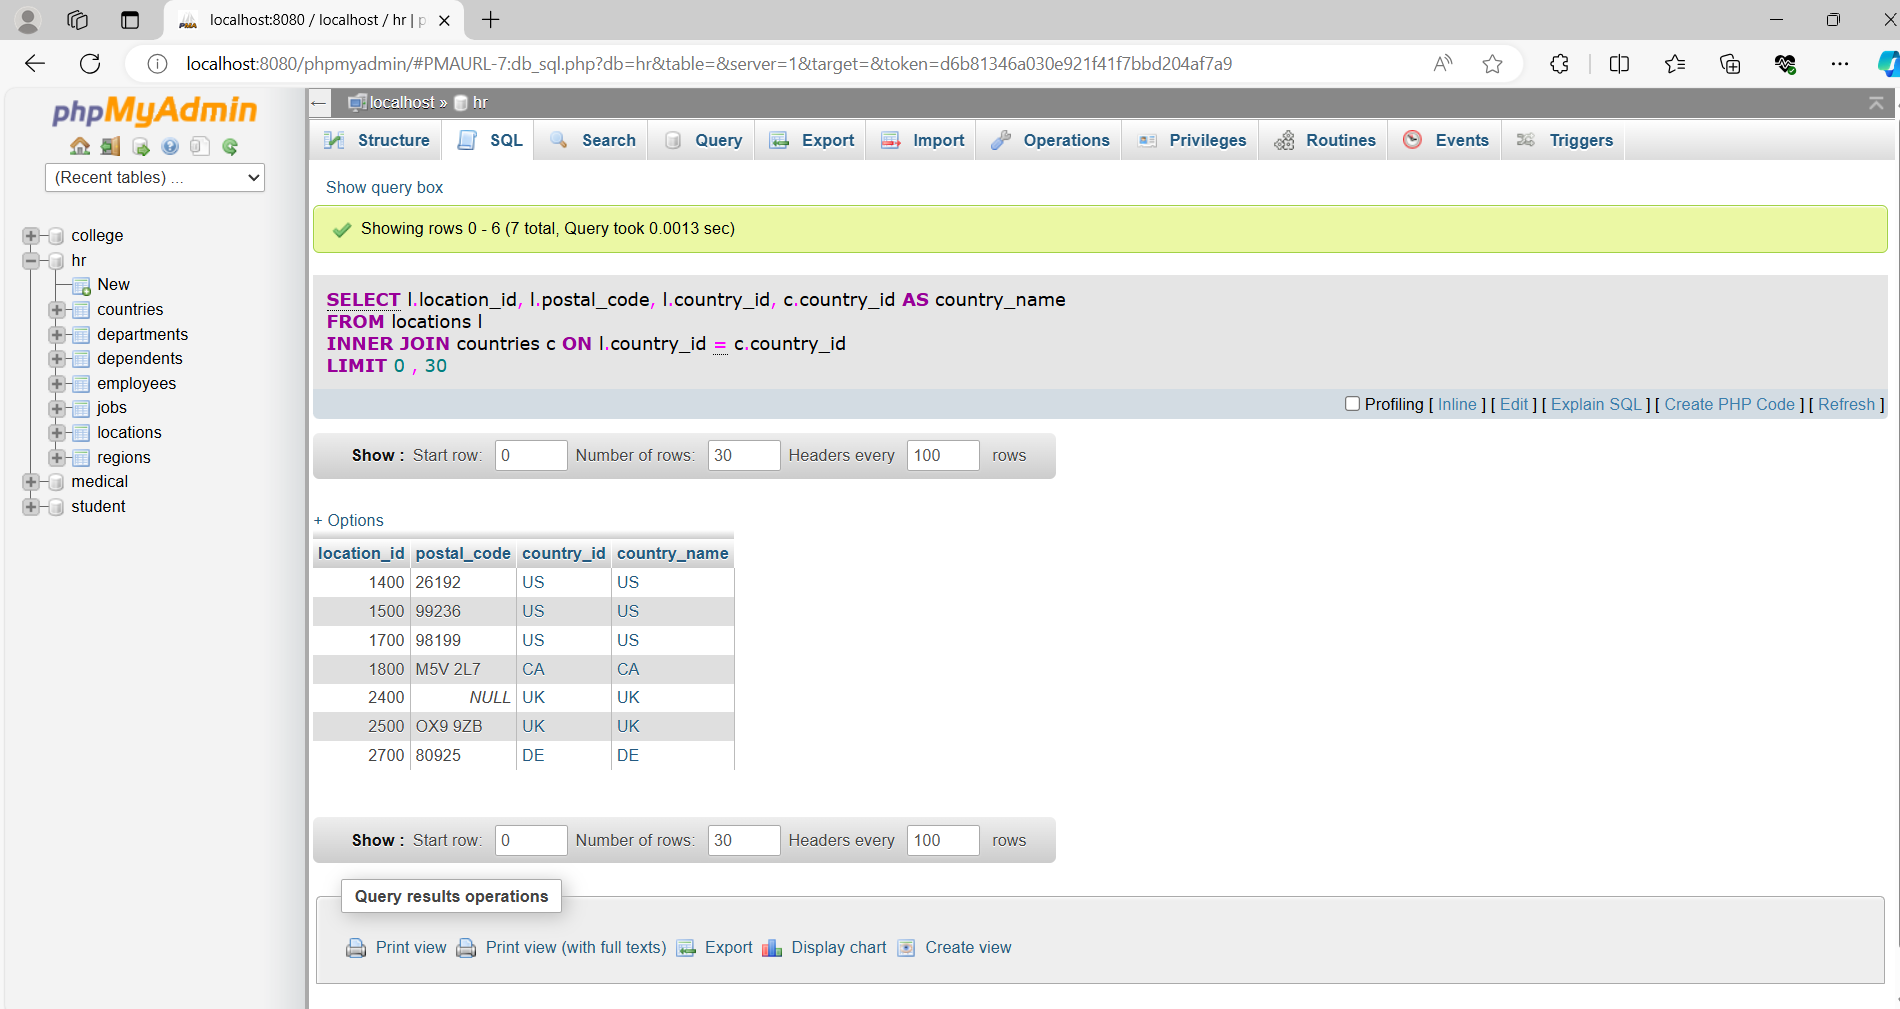 localhost:8080 / localhost / hr | p
localhost:8080/phpmyadmin/#PMAURL-7:db_sql.php?db=hr&table=&server=1&target=&token=d6b81346a030e921f41f7bbd204af7a9
phpMyAdmin
(Recent tables) ...
college
hr
New
countries
departments
dependents
employees
jobs
locations
regions
medical
student
localhost » hr
Structure SQL Search Query Export Import Operations Privileges Routines Events Triggers
Show query box
Showing rows 0 - 6 (7 total, Query took 0.0013 sec)
SELECT l.location_id, l.postal_code, l.country_id, c.country_id AS country_name
FROM locations l
INNER JOIN countries c ON l.country_id = c.country_id
LIMIT 0 , 30
Profiling [ Inline ] [ Edit ] [ Explain SQL ] [ Create PHP Code ] [ Refresh ]
Show : Start row: 0 Number of rows: 30 Headers every 100 rows
+ Options
location_id postal_code country_id country_name
1400 26192 US US
1500 99236 US US
1700 98199 US US
1800 M5V 2L7 CA CA
2400 NULL UK UK
2500 OX9 9ZB UK UK
2700 80925 DE DE
Show : Start row: 0 Number of rows: 30 Headers every 100 rows
Query results operations
Print view Print view (with full texts) Export Display chart Create view